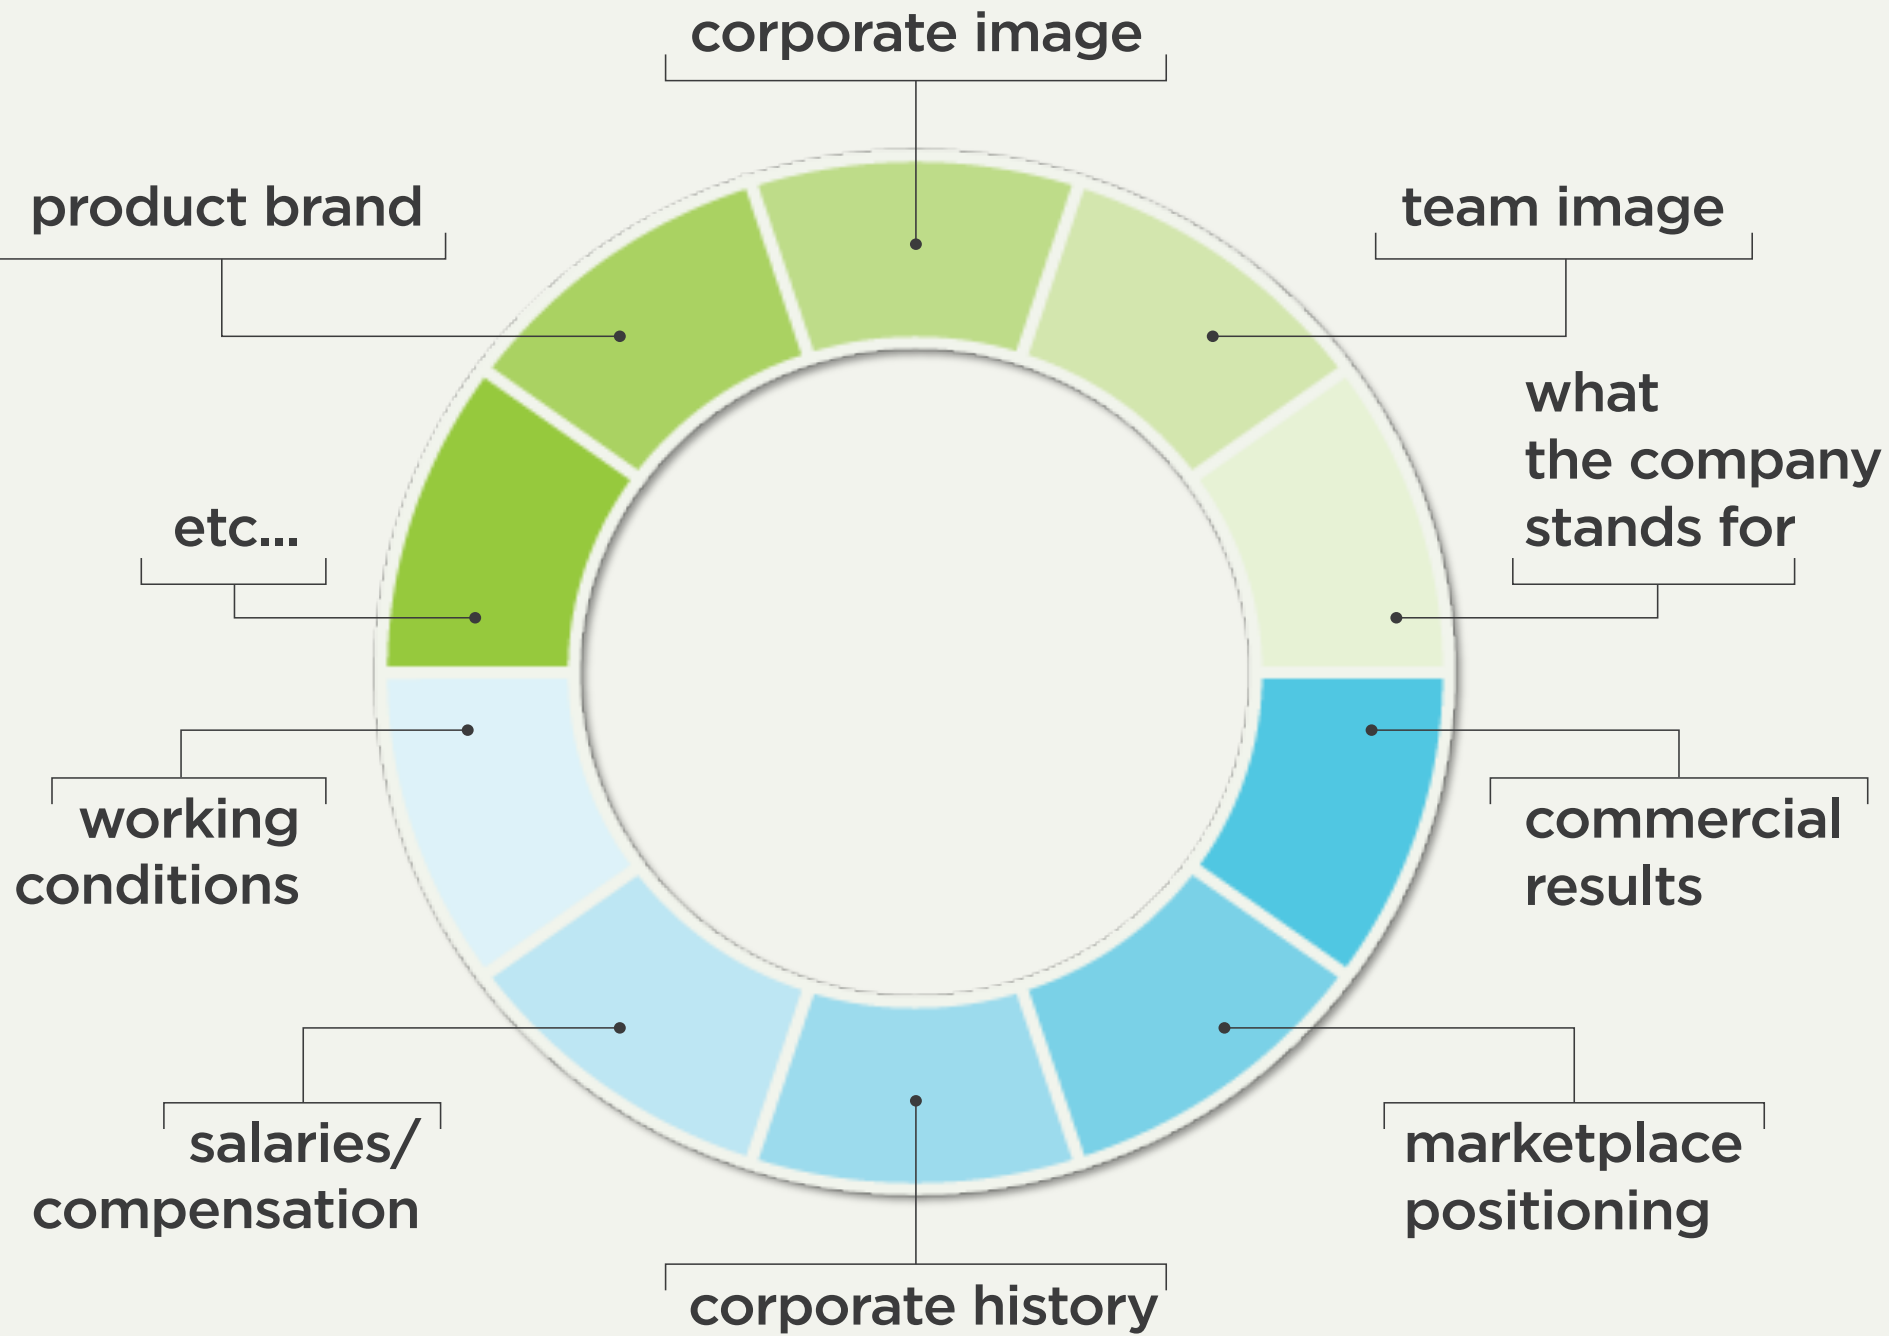 corporate image
product brand
team image
what
the company
stands for
etc...
working
conditions
commercial
results
salaries/
compensation
marketplace
positioning
corporate history